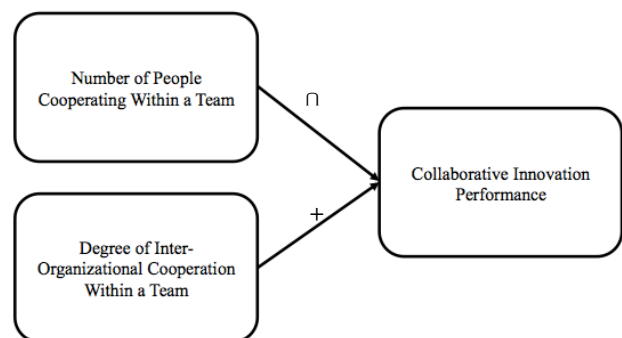 Number of People
Cooperating Within a Team
∩
Collaborative Innovation
Performance
+
Degree of Inter-
Organizational Cooperation
Within a Team